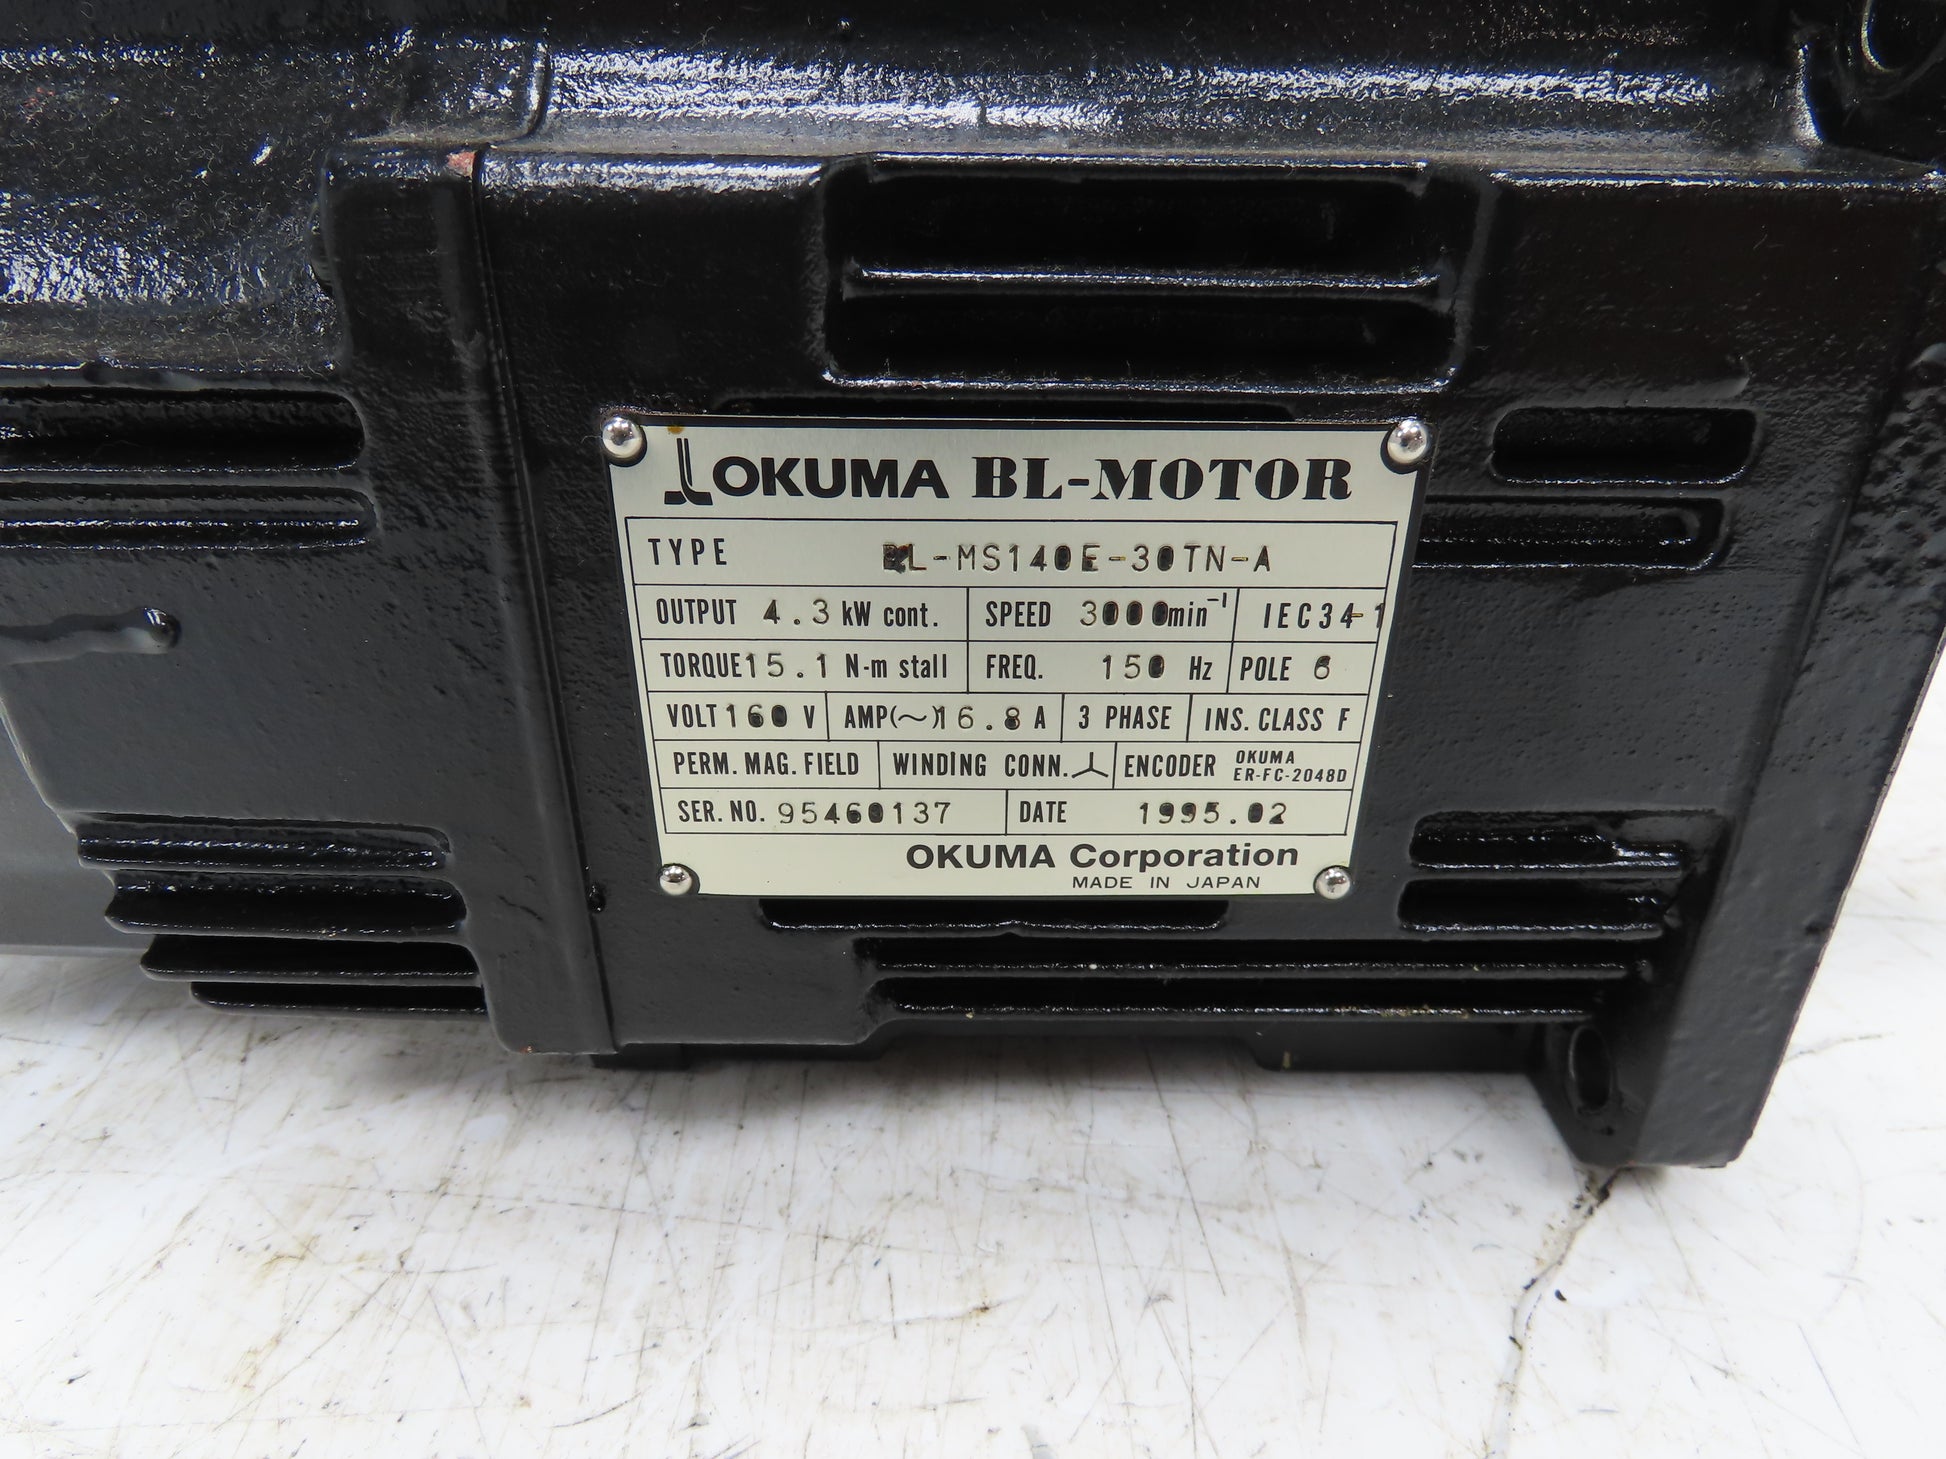 OKUMA BL-MOTOR
TYPE BL-MS140E-30TN-A
OUTPUT 4.3 kW cont. SPEED 3000 min⁻¹ IEC34-1
TORQUE 15.1 N-m stall FREQ. 150 Hz POLE 6
VOLT 160 V AMP(~) 16.8 A 3 PHASE INS. CLASS F
PERM. MAG. FIELD WINDING CONN. ENCODER OKUMA
ER-FC-2048D
SER. NO. 95460137 DATE 1995.02
OKUMA Corporation
MADE IN JAPAN